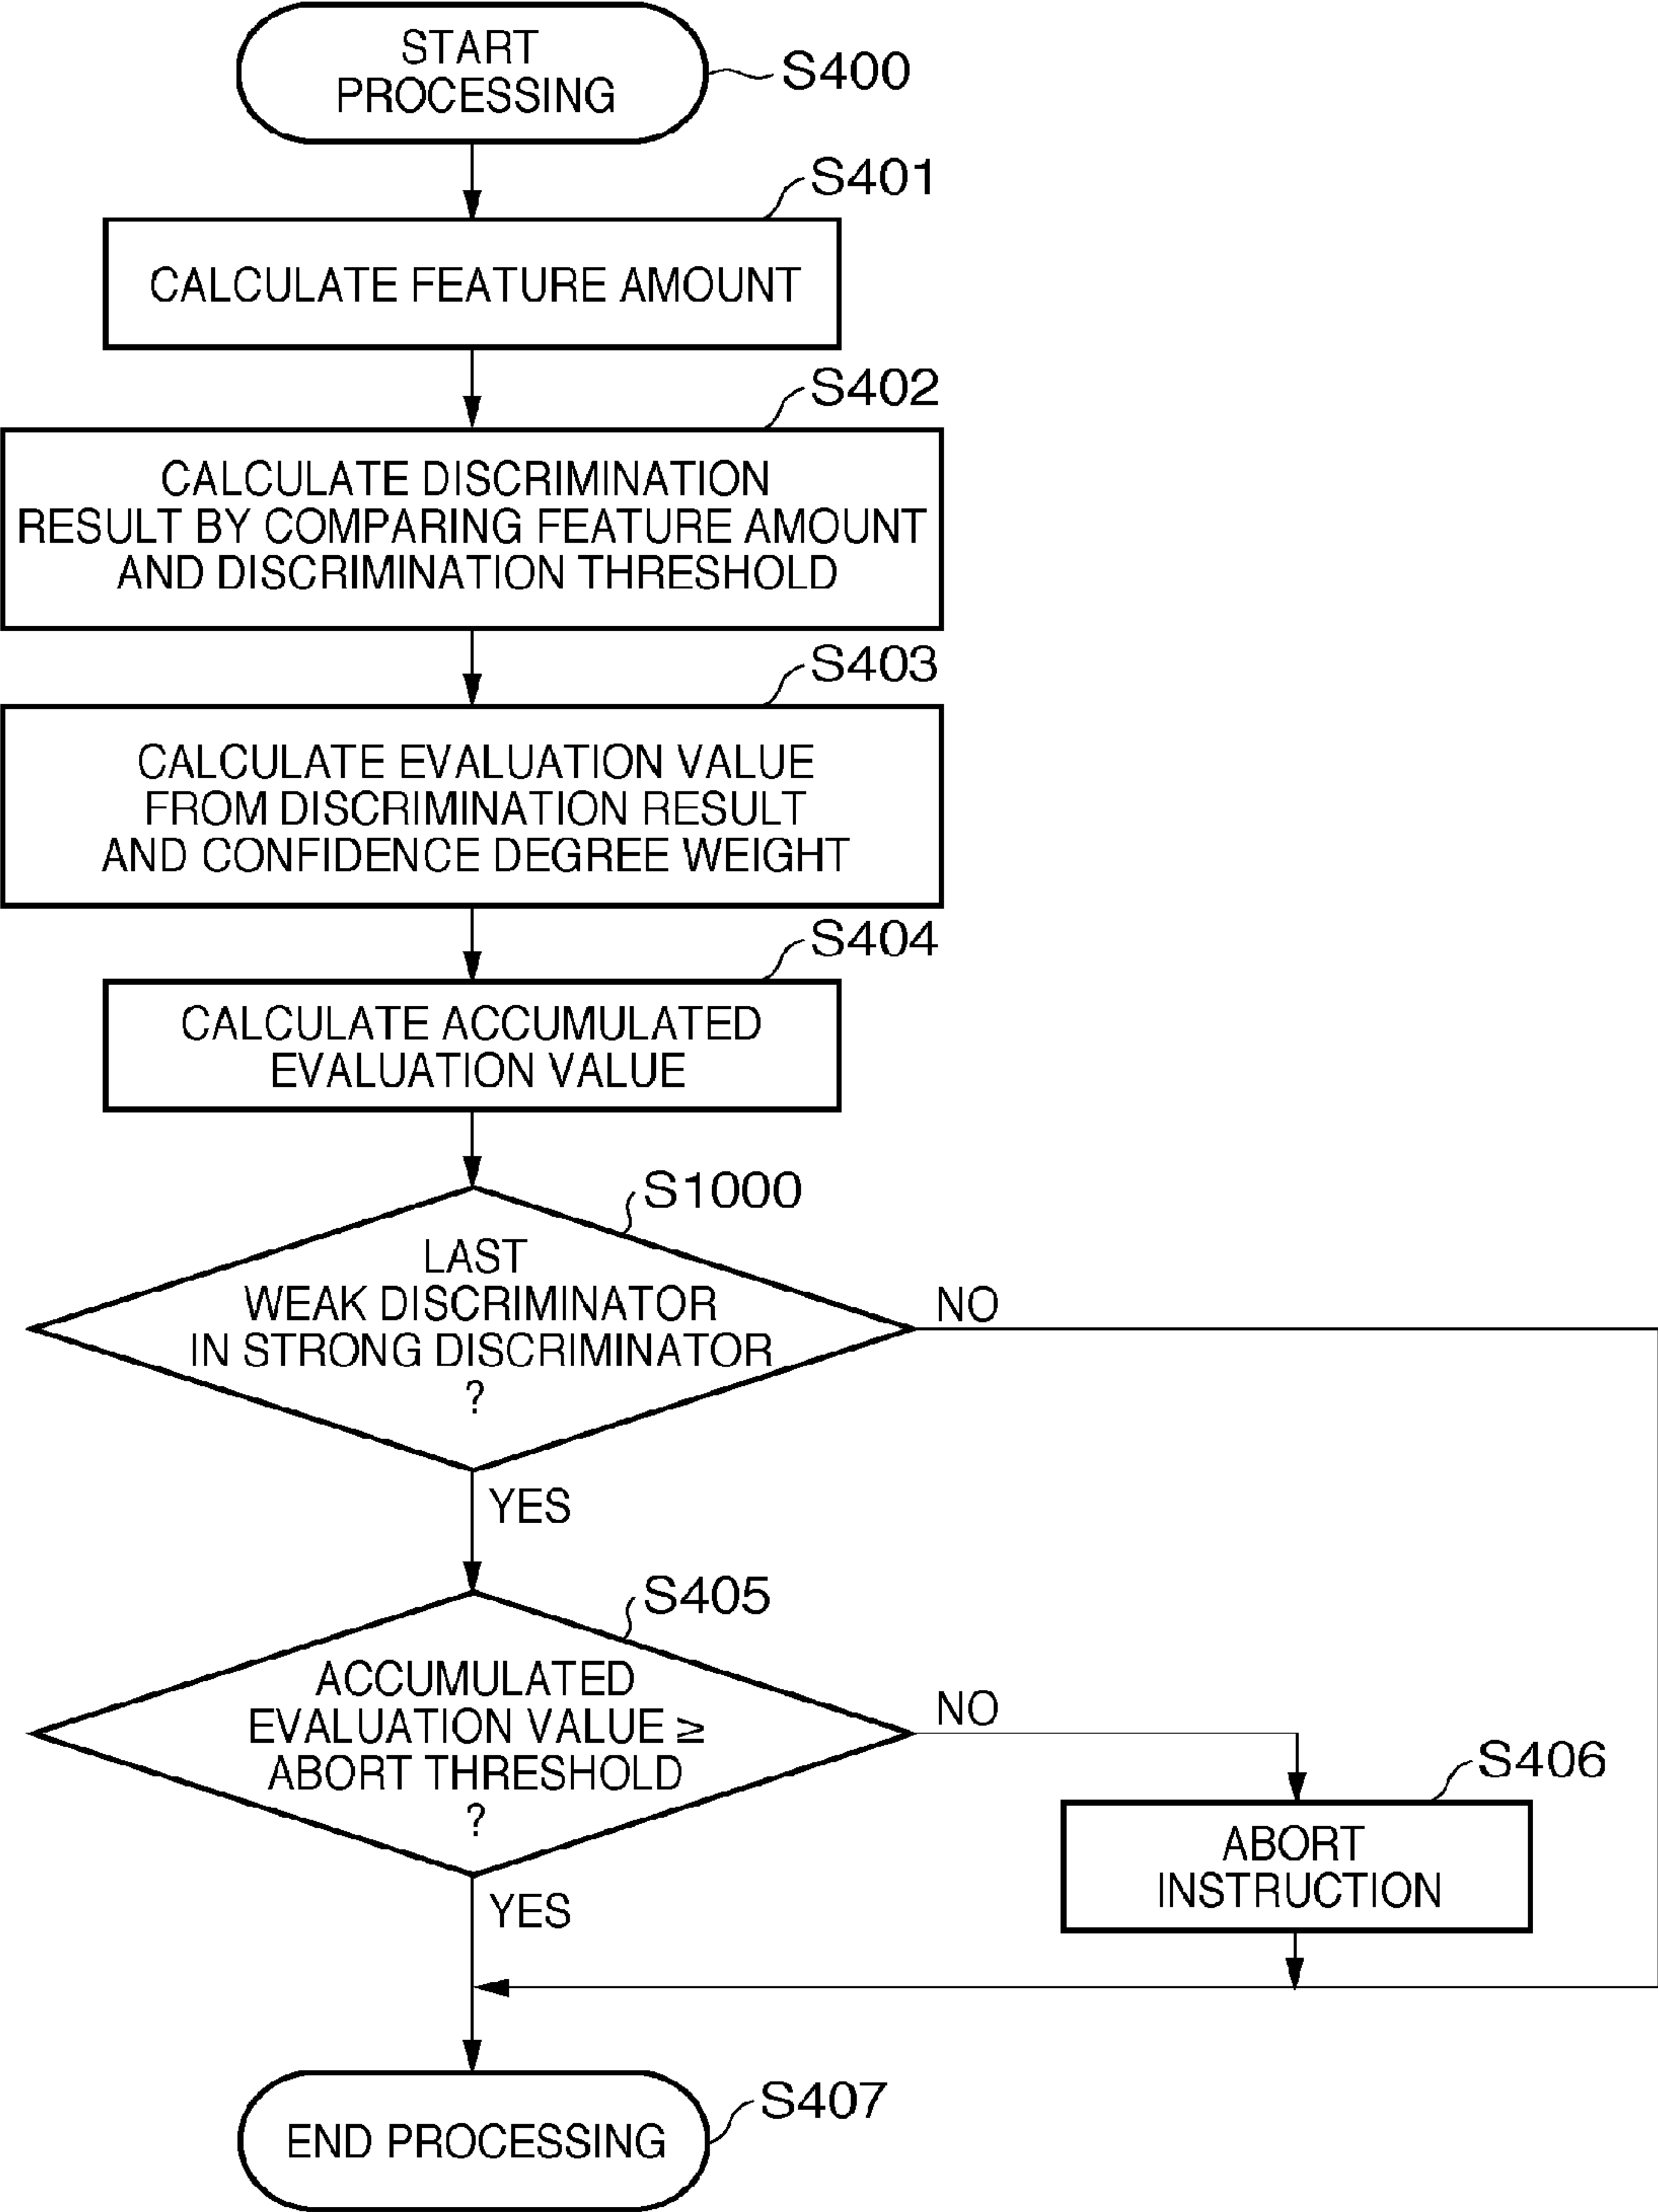 START
PROCESSING
S400
S401
CALCULATE FEATURE AMOUNT
S402
CALCULATE DISCRIMINATION
RESULT BY COMPARING FEATURE AMOUNT
AND DISCRIMINATION THRESHOLD
S403
CALCULATE EVALUATION VALUE
FROM DISCRIMINATION RESULT
AND CONFIDENCE DEGREE WEIGHT
S404
CALCULATE ACCUMULATED
EVALUATION VALUE
S1000
LAST
WEAK DISCRIMINATOR
IN STRONG DISCRIMINATOR
?
NO
YES
S405
ACCUMULATED
EVALUATION VALUE ≥
ABORT THRESHOLD
?
NO
S406
ABORT
INSTRUCTION
YES
S407
END PROCESSING